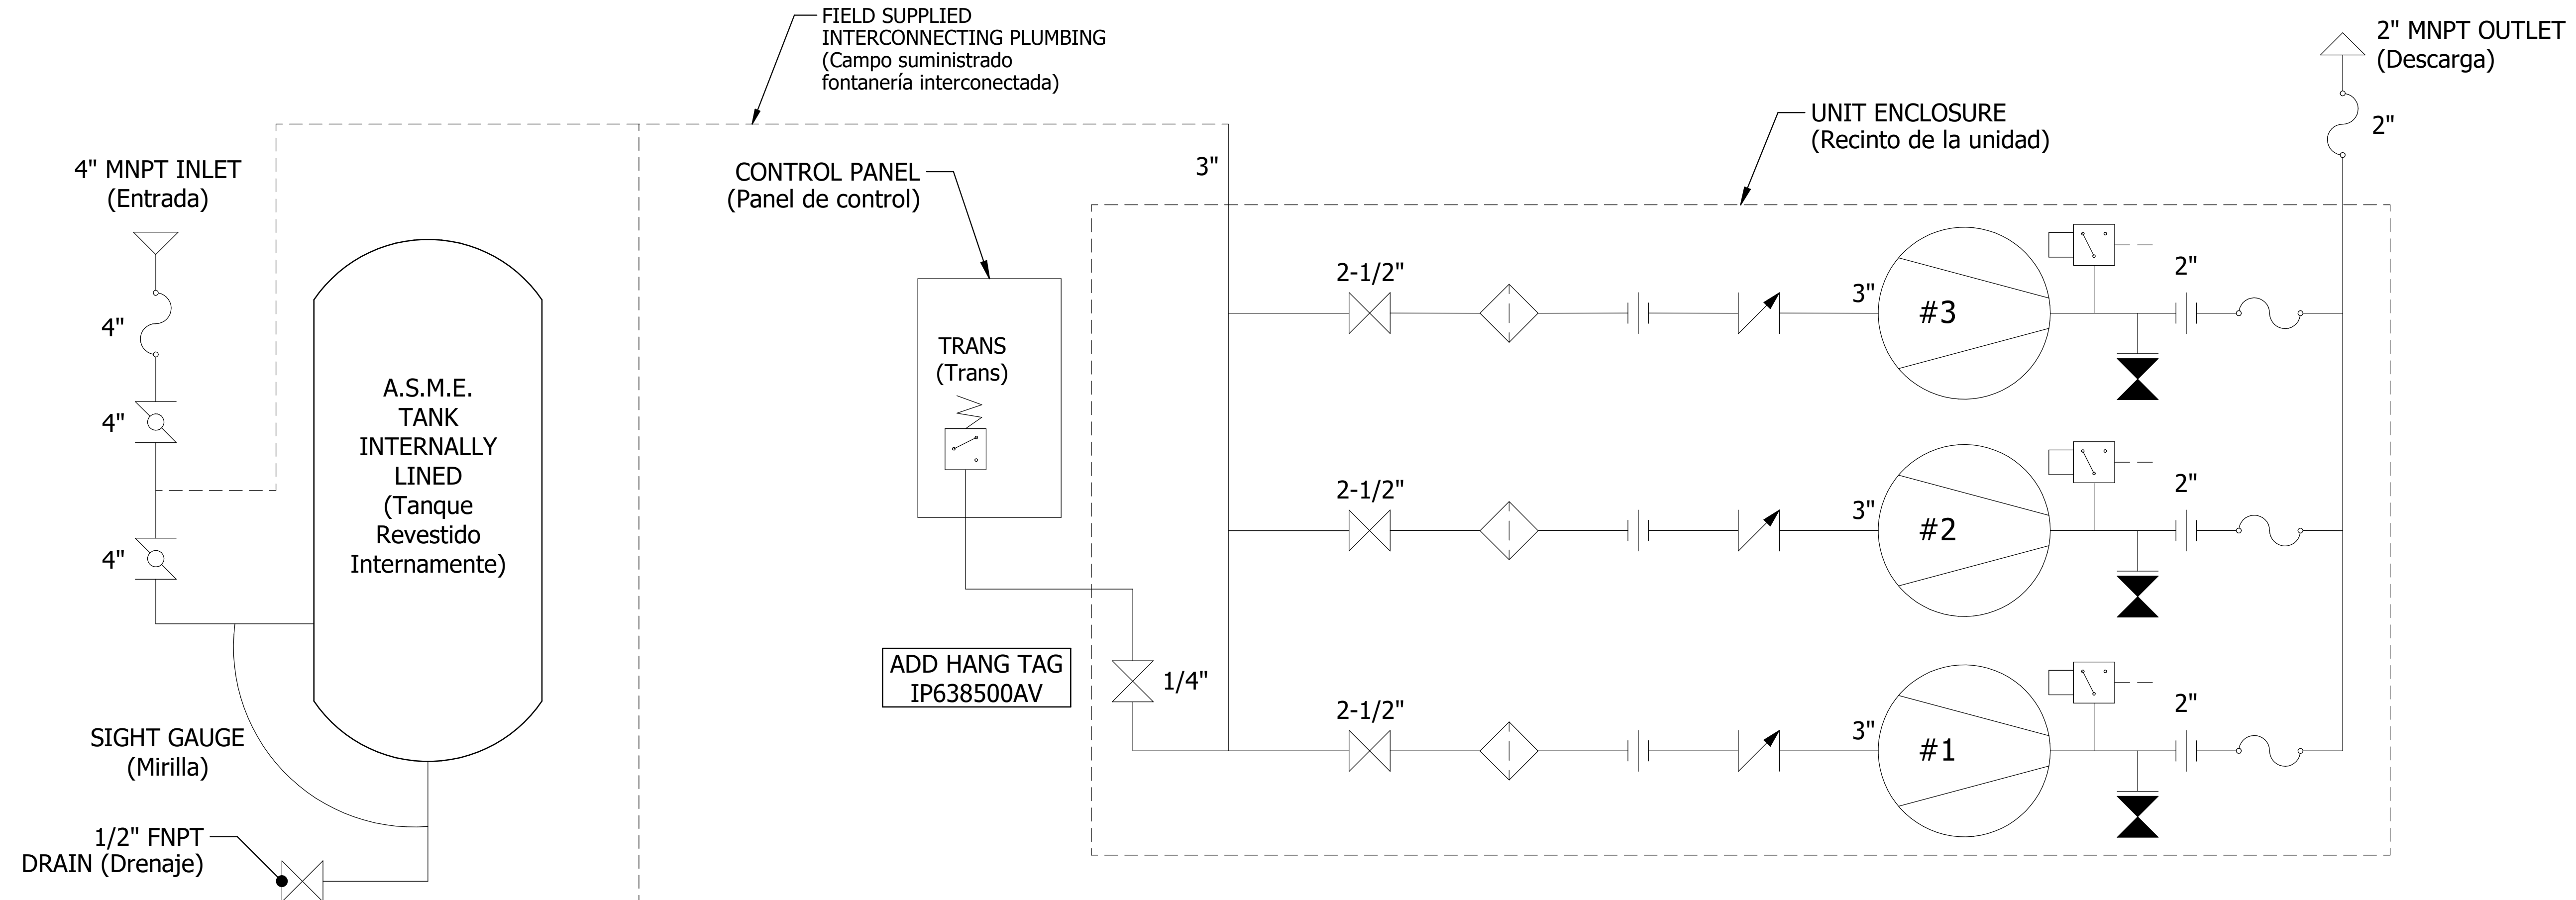 FIELD SUPPLIED
INTERCONNECTING PLUMBING
(Campo suministrado
fontanería interconectada)
2" MNPT OUTLET
(Descarga)
2"
UNIT ENCLOSURE
(Recinto de la unidad)
4" MNPT INLET
(Entrada)
3"
CONTROL PANEL
(Panel de control)
4"
4"
4"
A.S.M.E.
TANK
INTERNALLY
LINED
(Tanque
Revestido
Internamente)
TRANS
(Trans)
2-1/2"
3"
#3
2"
2-1/2"
3"
#2
2"
ADD HANG TAG
IP638500AV
1/4"
2-1/2"
3"
#1
2"
SIGHT GAUGE
(Mirilla)
1/2" FNPT
DRAIN (Drenaje)